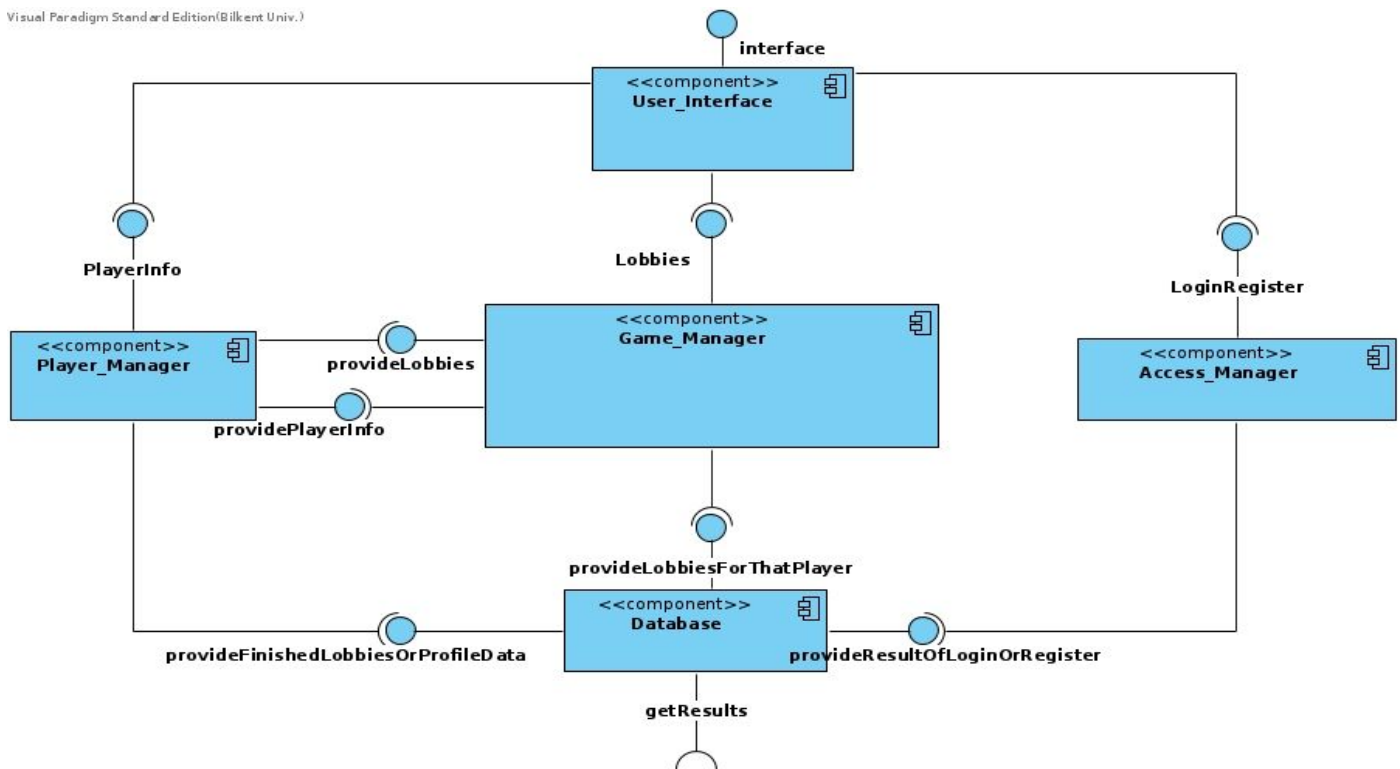 Visual Paradigm Standard Edition(Bilkent Univ.)
interface
<<component>>
User_Interface
PlayerInfo
Lobbies
LoginRegister
<<component>>
Player_Manager
provideLobbies
providePlayerInfo
<<component>>
Game_Manager
<<component>>
Access_Manager
provideLobbiesForThatPlayer
<<component>>
Database
provideFinishedLobbiesOrProfileData
provideResultOfLoginOrRegister
getResults